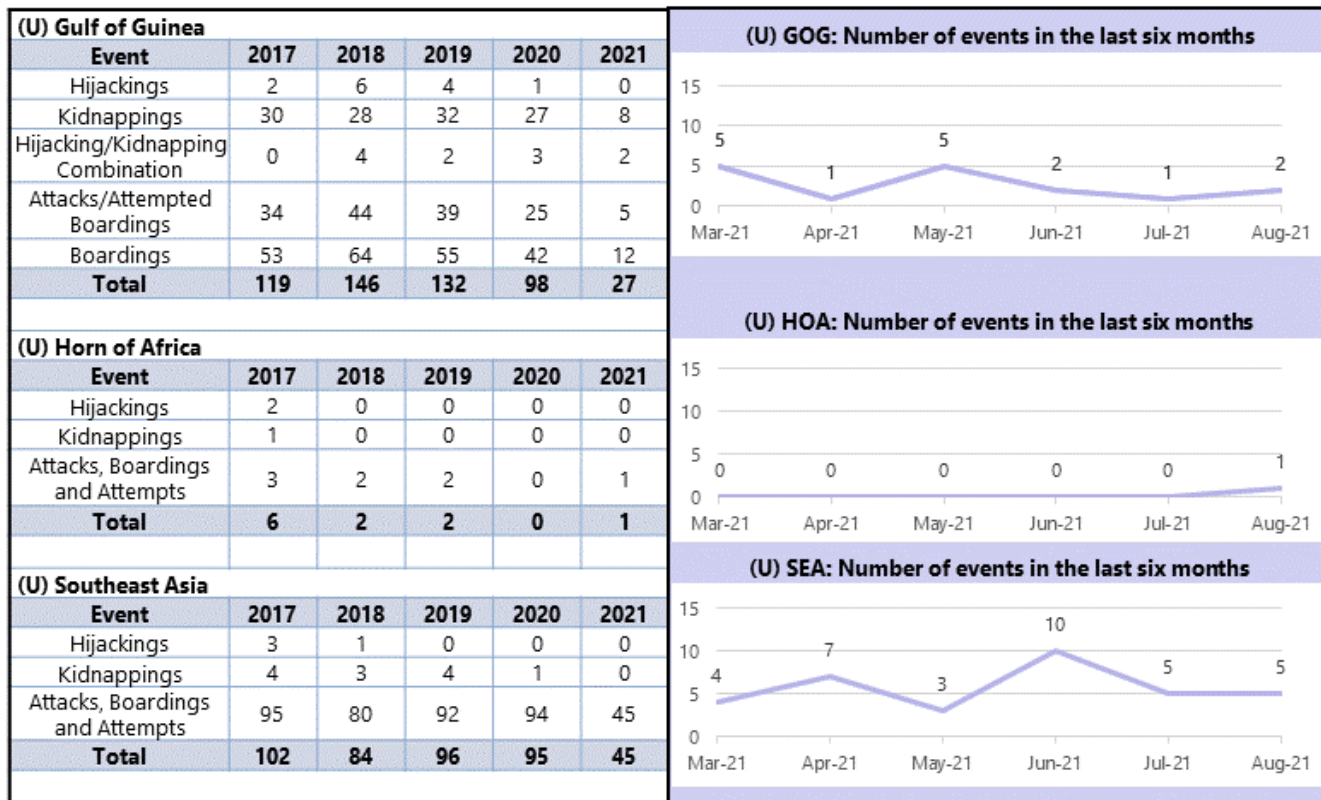 (U) Gulf of Guinea
Event 2017 2018 2019 2020 2021
Hijackings 2 6 4 1 0
Kidnappings 30 28 32 27 8
Hijacking/Kidnapping
Combination 0 4 2 3 2
Attacks/Attempted
Boardings 34 44 39 25 5
Boardings 53 64 55 42 12
Total 119 146 132 98 27
(U) Horn of Africa
Event 2017 2018 2019 2020 2021
Hijackings 2 0 0 0 0
Kidnappings 1 0 0 0 0
Attacks, Boardings
and Attempts 3 2 2 0 1
Total 6 2 2 0 1
(U) Southeast Asia
Event 2017 2018 2019 2020 2021
Hijackings 3 1 0 0 0
Kidnappings 4 3 4 1 0
Attacks, Boardings
and Attempts 95 80 92 94 45
Total 102 84 96 95 45
(U) GOG: Number of events in the last six months
15
10
5
0
5 1 5 2 1 2
Mar-21 Apr-21 May-21 Jun-21 Jul-21 Aug-21
(U) HOA: Number of events in the last six months
15
10
5
0
0 0 0 0 0 1
Mar-21 Apr-21 May-21 Jun-21 Jul-21 Aug-21
(U) SEA: Number of events in the last six months
15
10
5
0
4 7 3 10 5 5
Mar-21 Apr-21 May-21 Jun-21 Jul-21 Aug-21